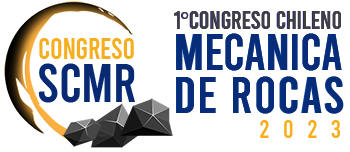 CONGRESO
SCMR
1°CONGRESO CHILENO
MECANICA
DE ROCAS
2023